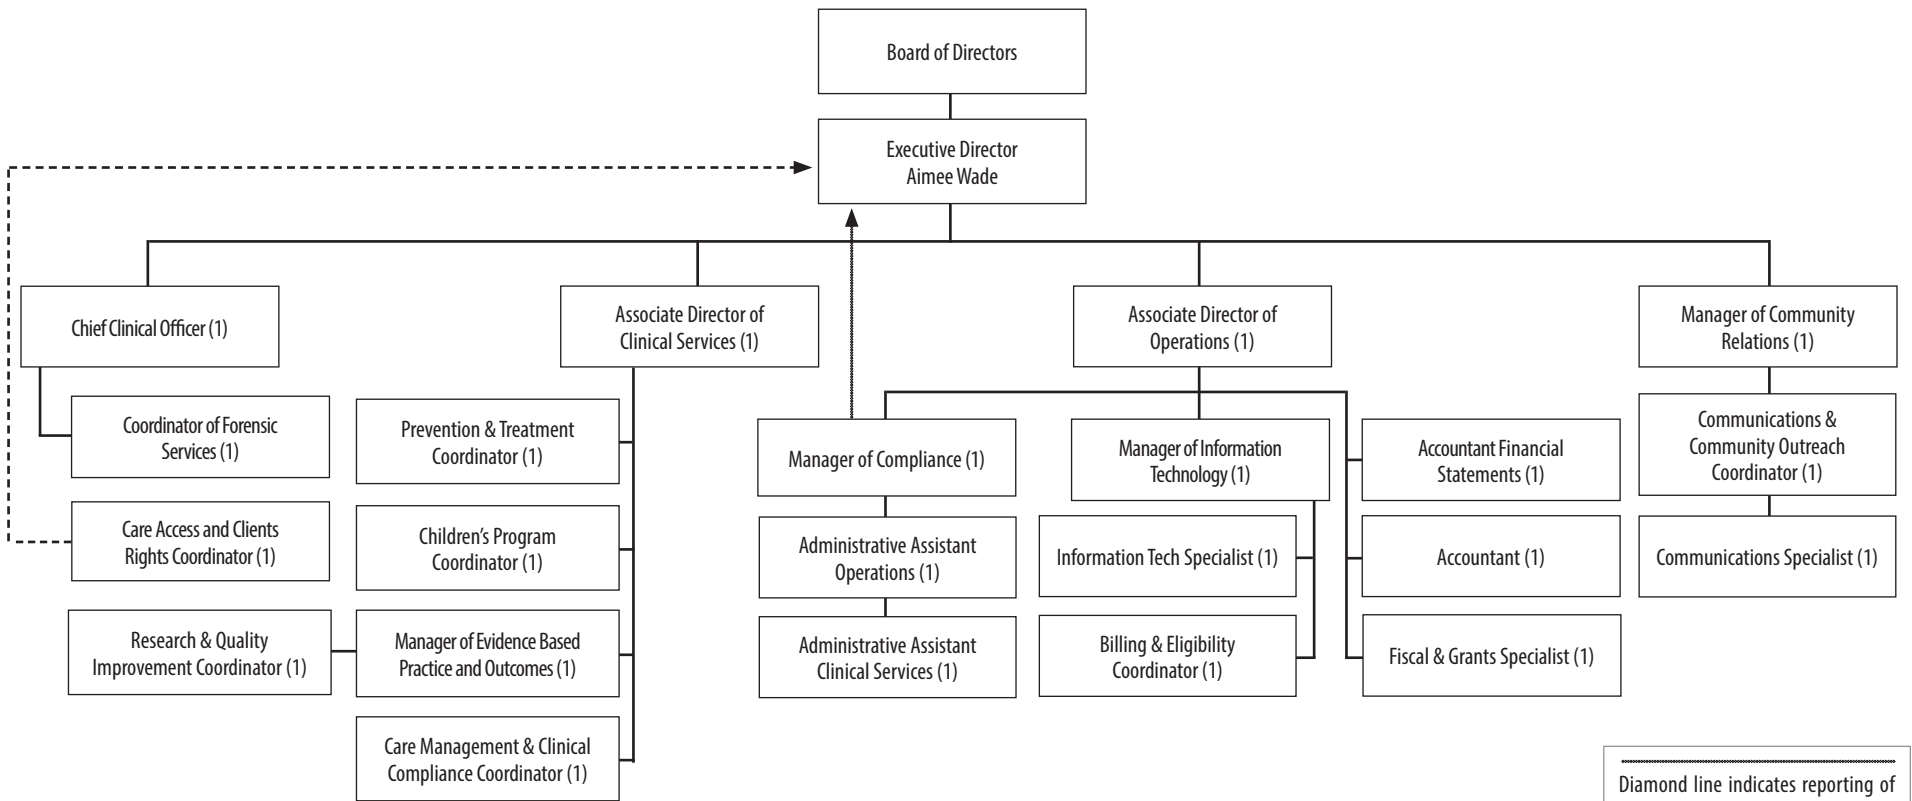 Board of Directors
Executive Director
Aimee Wade
Chief Clinical Officer (1)
Associate Director of
Clinical Services (1)
Associate Director of
Operations (1)
Manager of Community
Relations (1)
Coordinator of Forensic
Services (1)
Care Access and Clients
Rights Coordinator (1)
Prevention & Treatment
Coordinator (1)
Children's Program
Coordinator (1)
Research & Quality
Improvement Coordinator (1)
Manager of Evidence Based
Practice and Outcomes (1)
Care Management & Clinical
Compliance Coordinator (1)
Manager of Compliance (1)
Administrative Assistant
Operations (1)
Administrative Assistant
Clinical Services (1)
Manager of Information
Technology (1)
Information Tech Specialist (1)
Billing & Eligibility
Coordinator (1)
Accountant Financial
Statements (1)
Accountant (1)
Fiscal & Grants Specialist (1)
Communications &
Community Outreach
Coordinator (1)
Communications Specialist (1)
Diamond line indicates reporting of